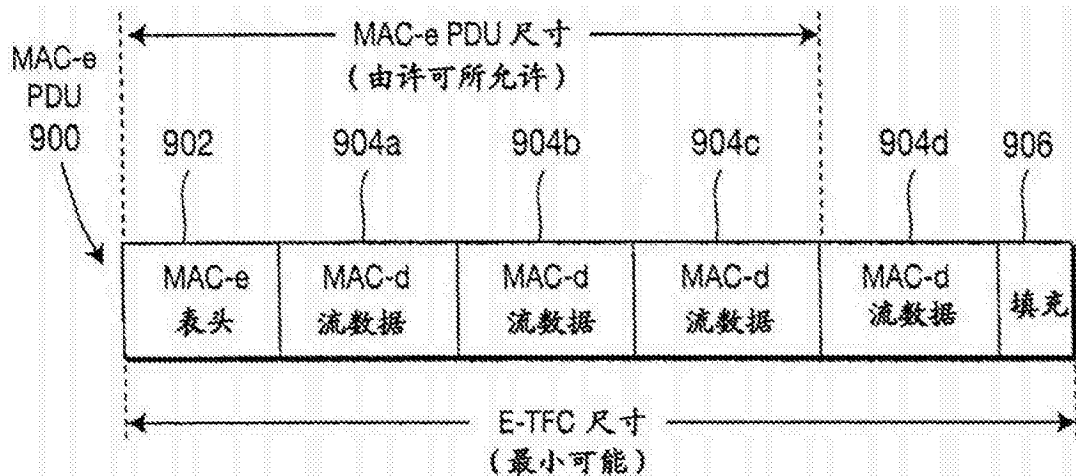 MAC-e PDU 尺寸
(由许可所允许)
MAC-e
PDU
900
902
904a
904b
904c
904d
906
MAC-e
表头
MAC-d
流数据
MAC-d
流数据
MAC-d
流数据
MAC-d
流数据
填充
E-TFC 尺寸
(最小可能)